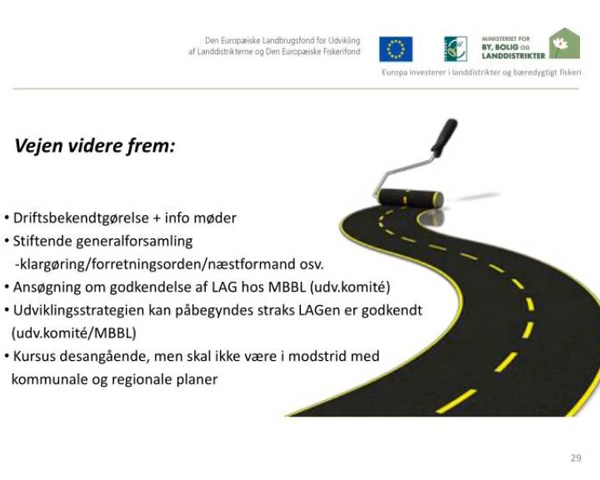 Den Europæiske Landbrugsfond for Udvikling
af Landdistrikterne og Den Europæiske Fiskerifond
MINISTERIET FOR
BY, BOLIG OG
LANDDISTRIKTER
Europa investerer i landdistrikter og bæredygtigt fiskeri
Vejen videre frem:
• Driftsbekendtgørelse + info møder
• Stiftende generalforsamling
-klargøring/forretningsorden/næstformand osv.
• Ansøgning om godkendelse af LAG hos MBBL (udv.komité)
• Udviklingsstrategien kan påbegyndes straks LAGen er godkendt
(udv.komité/MBBL)
• Kursus desangående, men skal ikke være i modstrid med
kommunale og regionale planer
29